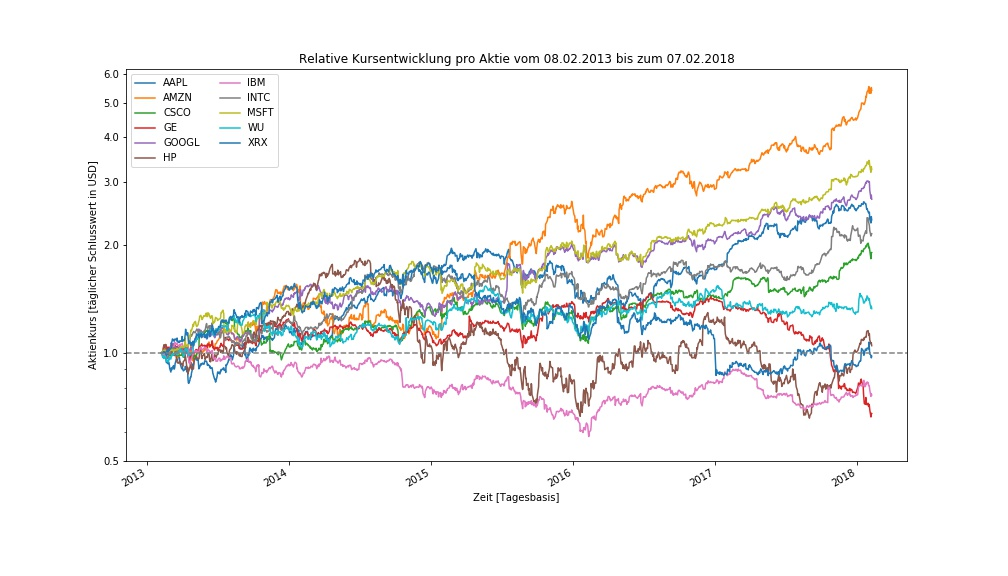 Relative Kursentwicklung pro Aktie vom 08.02.2013 bis zum 07.02.2018
Aktienkurs [täglicher Schlusswert in USD]
6.0
5.0
4.0
3.0
2.0
1.0
0.5
AAPL
AMZN
CSCO
GE
GOOGL
HP
IBM
INTC
MSFT
WU
XRX
2013
2014
2015
2016
2017
2018
Zeit [Tagesbasis]